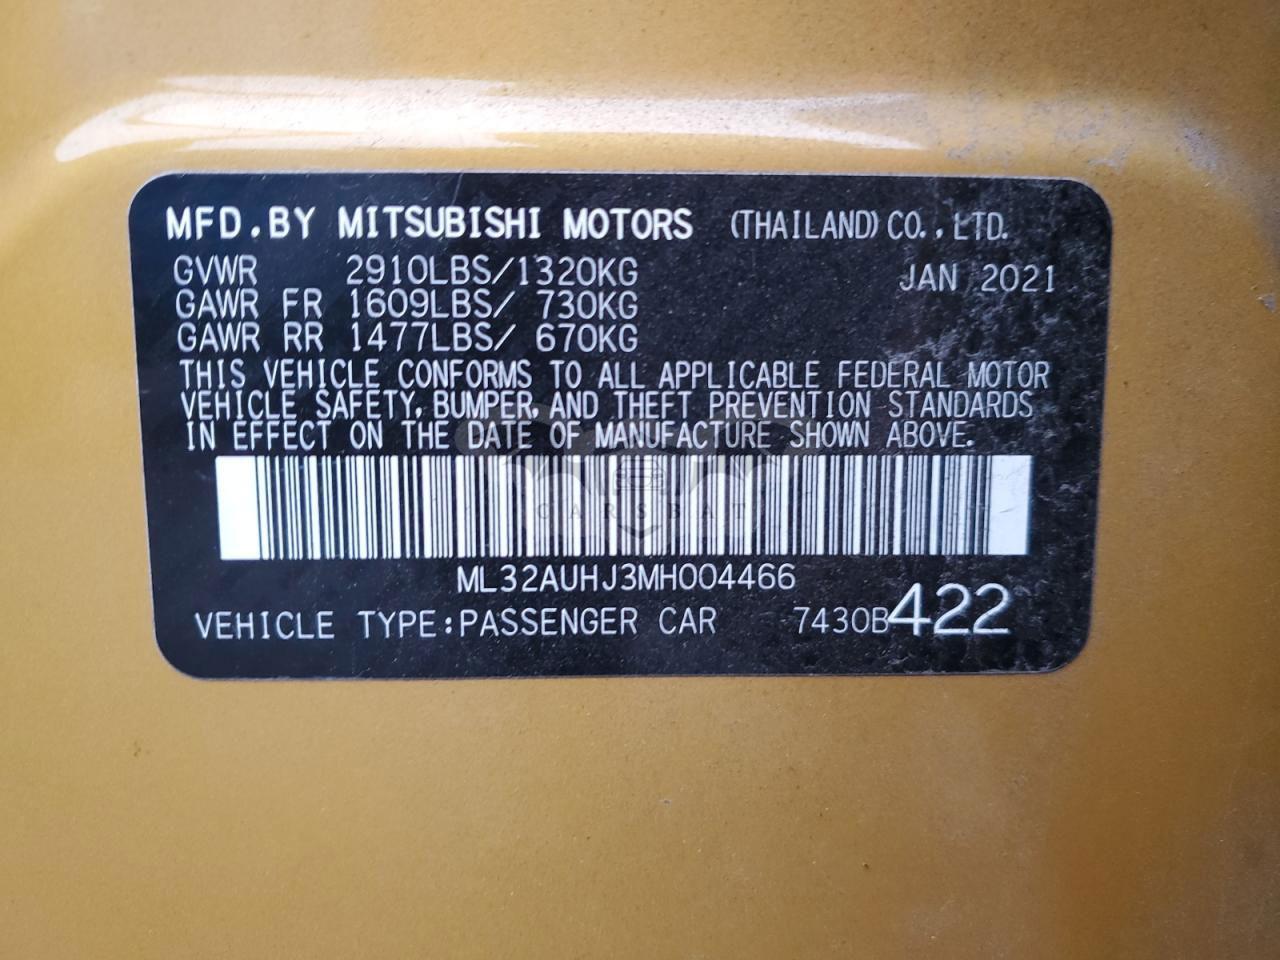 MFD.BY MITSUBISHI MOTORS (THAILAND) CO., LTD.
GVWR 2910LBS/1320KG JAN 2021
GAWR FR 1609LBS/ 730KG
GAWR RR 1477LBS/ 670KG
THIS VEHICLE CONFORMS TO ALL APPLICABLE FEDERAL MOTOR
VEHICLE SAFETY, BUMPER, AND THEFT PREVENTION STANDARDS
IN EFFECT ON THE DATE OF MANUFACTURE SHOWN ABOVE.
CARSBAT
ML32AUHJ3MH004466
VEHICLE TYPE:PASSENGER CAR 7430B422